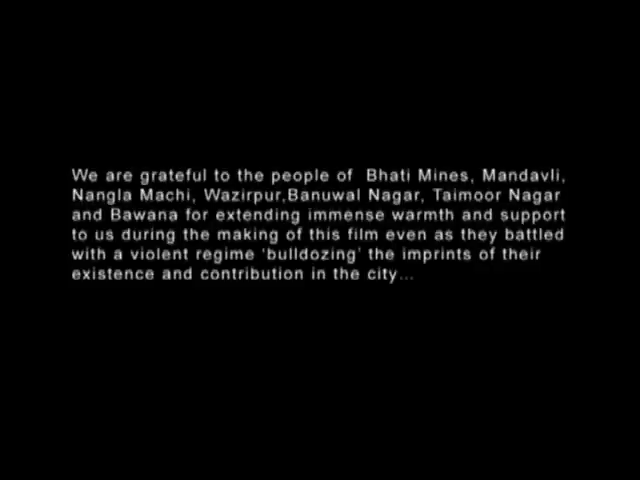 We are grateful to the people of  Bhati Mines, Mandavli,
Nangla Machi, Wazirpur,Banuwal Nagar, Taimoor Nagar
and Bawana for extending immense warmth and support
to us during the making of this film even as they battled
with a violent regime ‘bulldozing’ the imprints of their
existence and contribution in the city...